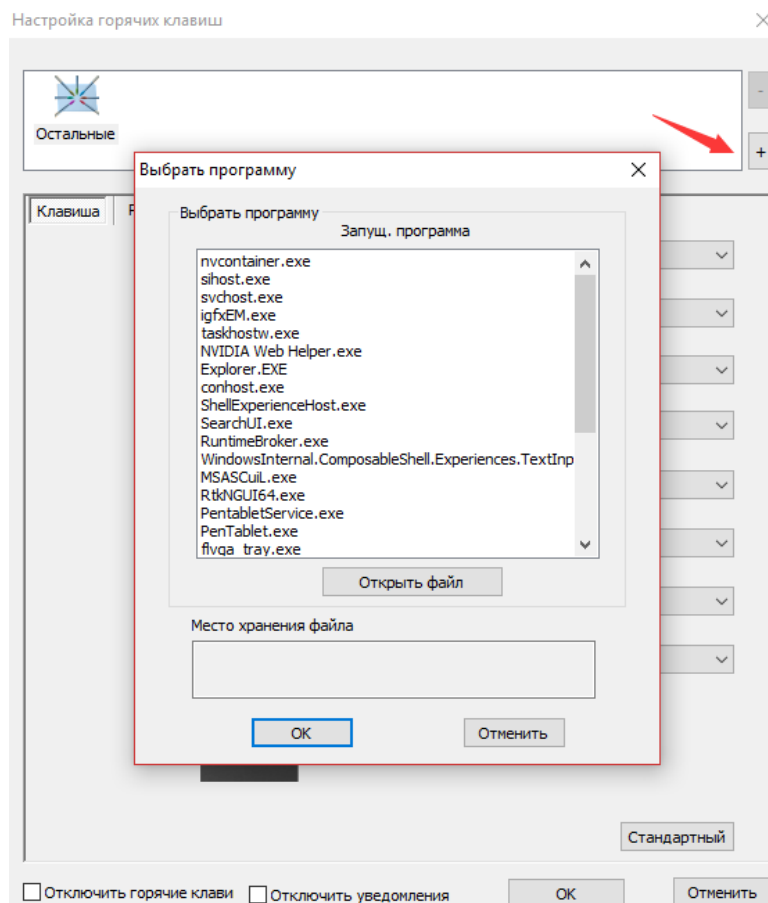 Настройка горячих клавиш
-
Остальные
+
Выбрать программу
Клавиша
Выбрать программу
Запущ. программа
nvcontainer.exe
sihost.exe
svchost.exe
igfxEM.exe
taskhostw.exe
NVIDIA Web Helper.exe
Explorer.EXE
conhost.exe
ShellExperienceHost.exe
SearchUI.exe
RuntimeBroker.exe
WindowsInternal.ComposableShell.Experiences.TextInp
MSASCuiL.exe
RtkNGUI64.exe
PentabletService.exe
PenTablet.exe
flvga_tray.exe
Открыть файл
Место хранения файла
OK Отменить
Стандартный
Отключить горячие клави Отключить уведомления OK Отменить